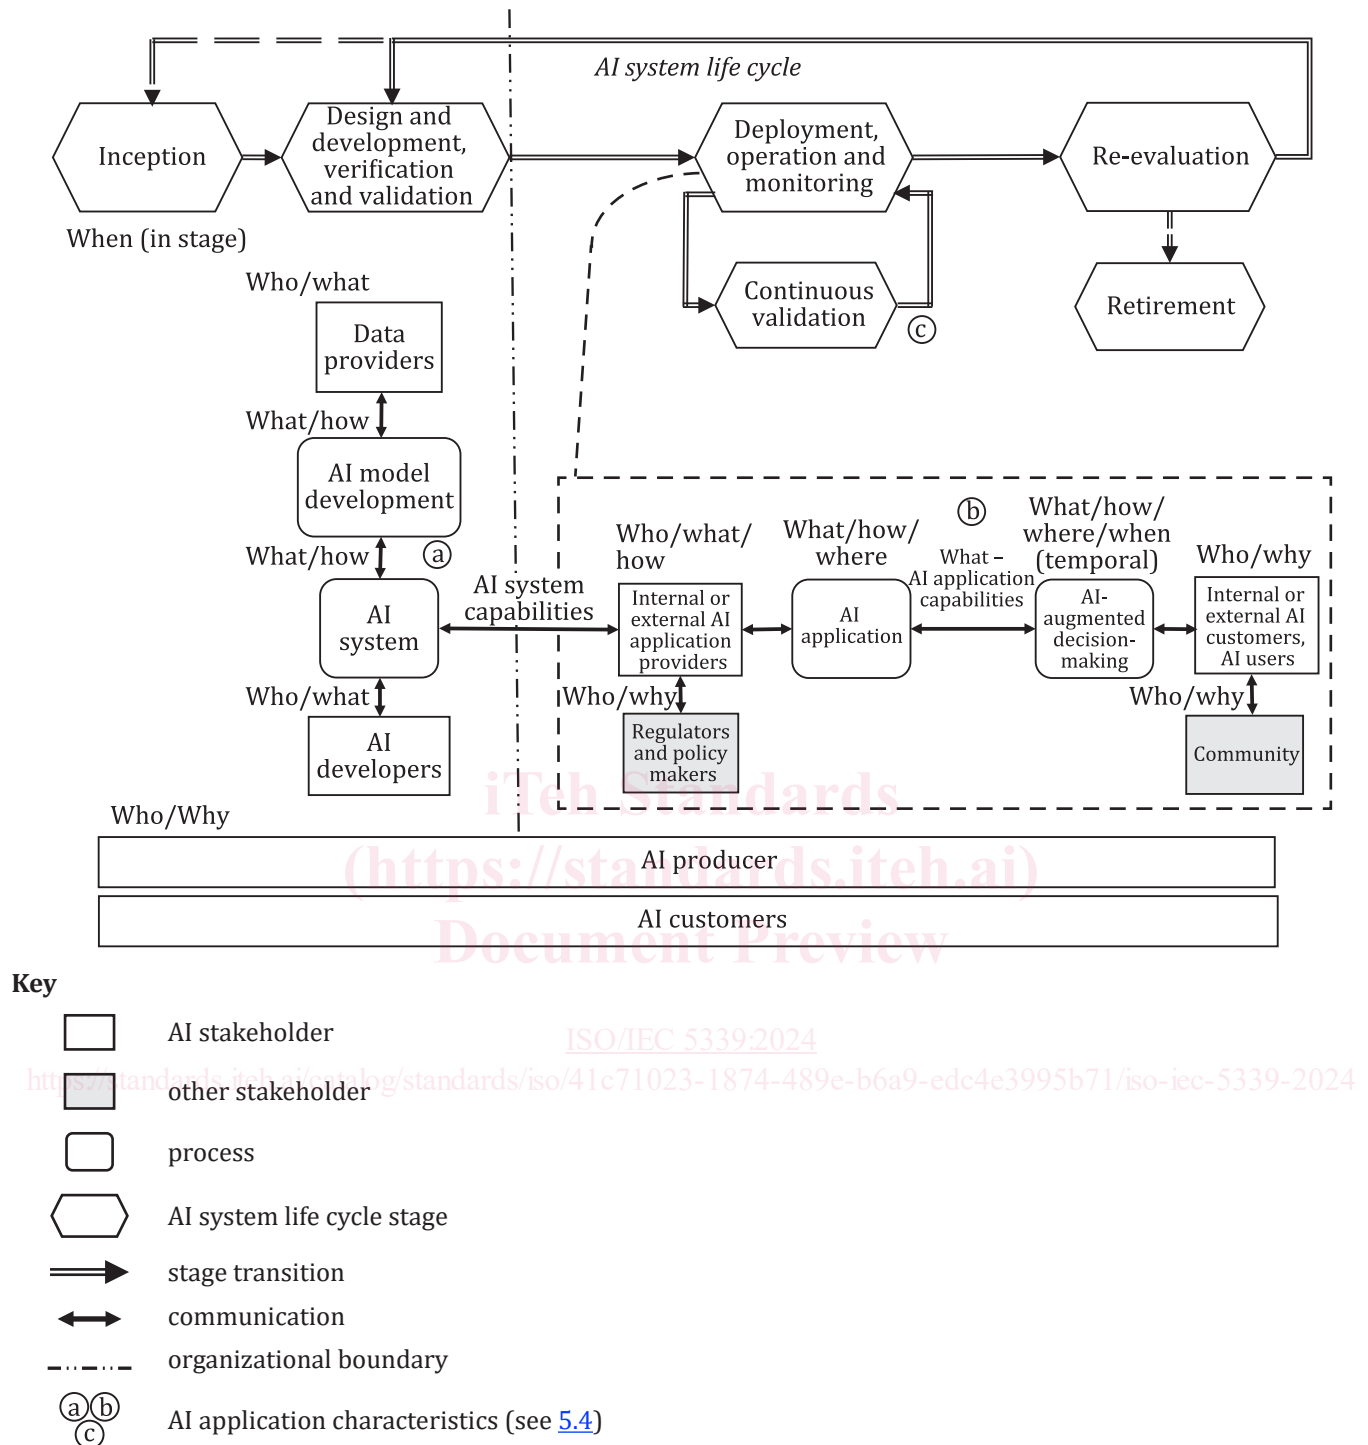 AI system life cycle
Inception
Design and
development,
verification
and validation
Deployment,
operation and
monitoring
Re-evaluation
When (in stage)
Continuous
validation
c
Retirement
Who/what
Data
providers
What/how
AI model
development
What/how
a
AI
system
Who/what
AI
developers
AI system
capabilities
Who/what/
how
Internal or
external AI
application
providers
Who/why
Regulators
and policy
makers
What/how/
where
AI
application
b
What –
AI application
capabilities
What/how/
where/when
(temporal)
AI-
augmented
decision-
making
Who/why
Internal or
external AI
customers,
AI users
Who/why
Community
iTeh Standards
Who/Why
AI producer
(https://standards.iteh.ai)
AI customers
Document Preview
Key
AI stakeholder
ISO/IEC 5339:2024
https://standards.iteh.ai/catalog/standards/iso/41c71023-1874-489e-b6a9-edc4e3995b71/iso-iec-5339-2024
other stakeholder
process
AI system life cycle stage
stage transition
communication
organizational boundary
a b
c
AI application characteristics (see 5.4)